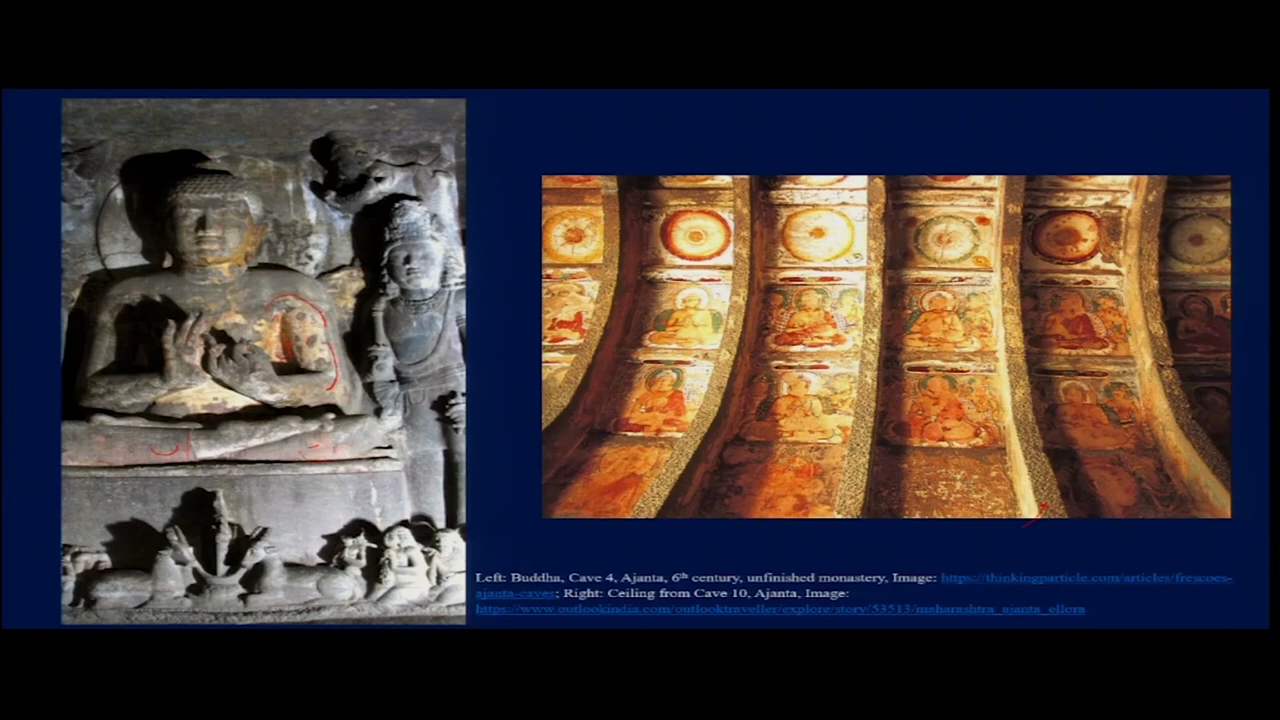 Left: Buddha, Cave 4, Ajanta, 6th century, unfinished monastery, Image: https://thinkingparticle.com/articles/frescoes-
ajanta-caves; Right: Ceiling from Cave 10, Ajanta, Image:
https://www.outlookindia.com/outlooktraveller/explore/story/53513/maharashtra_ajanta_ellora